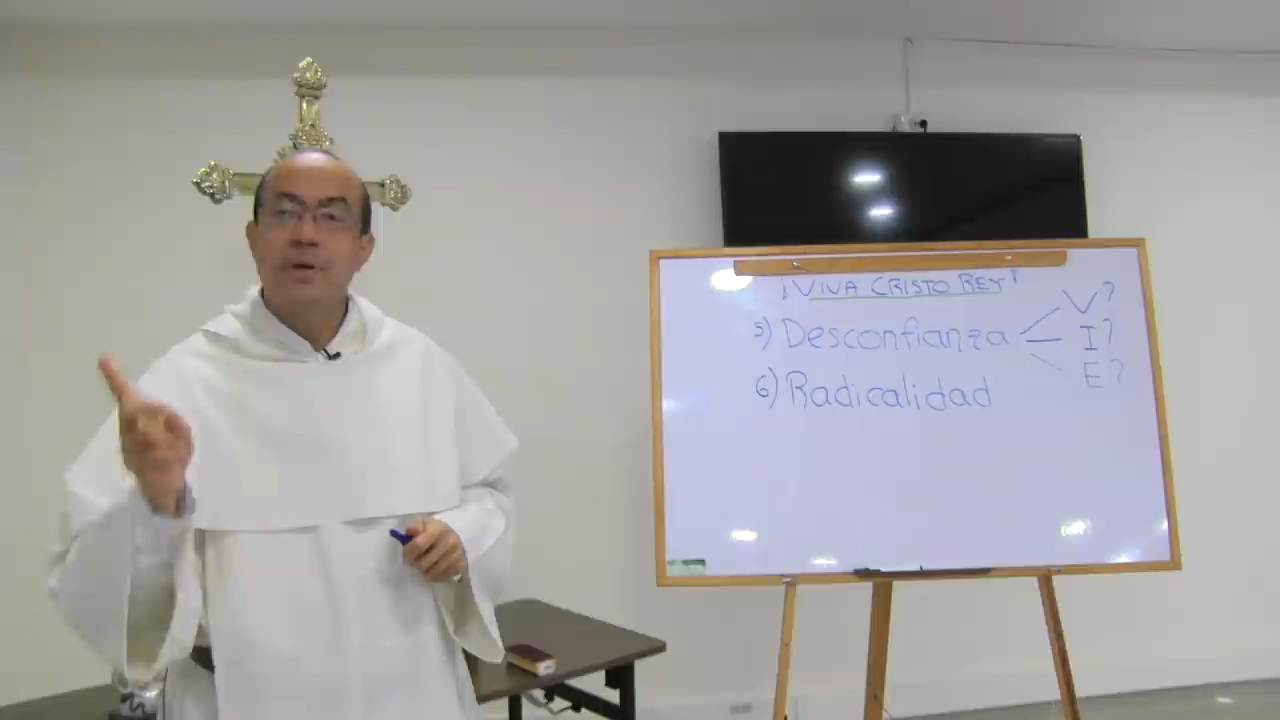 ¡VIVA CRISTO REY!
5) Desconfianza V?
I?
E?
6) Radicalidad